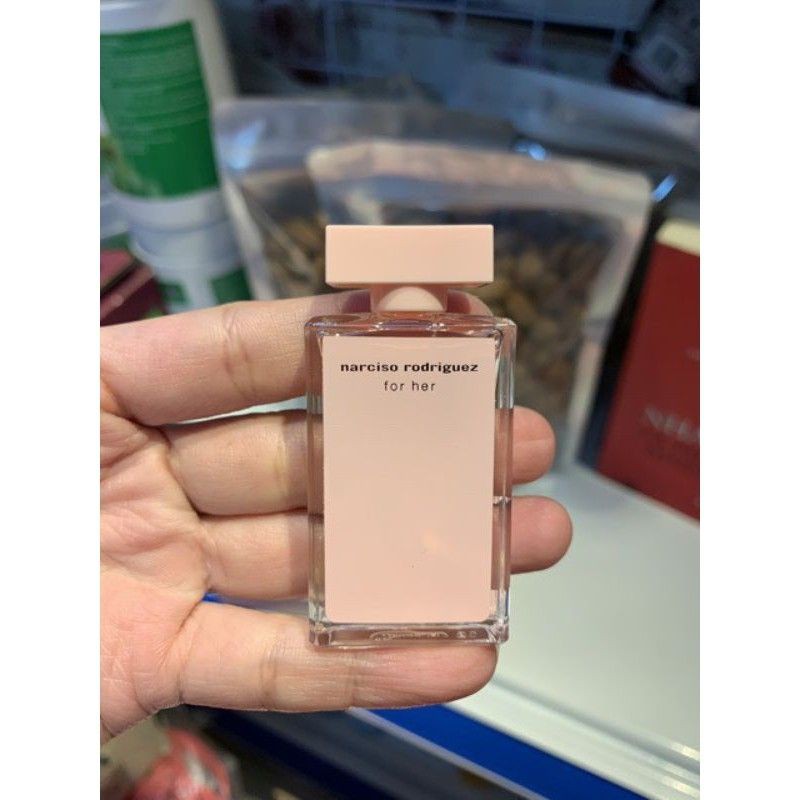 narciso rodriguez
for her